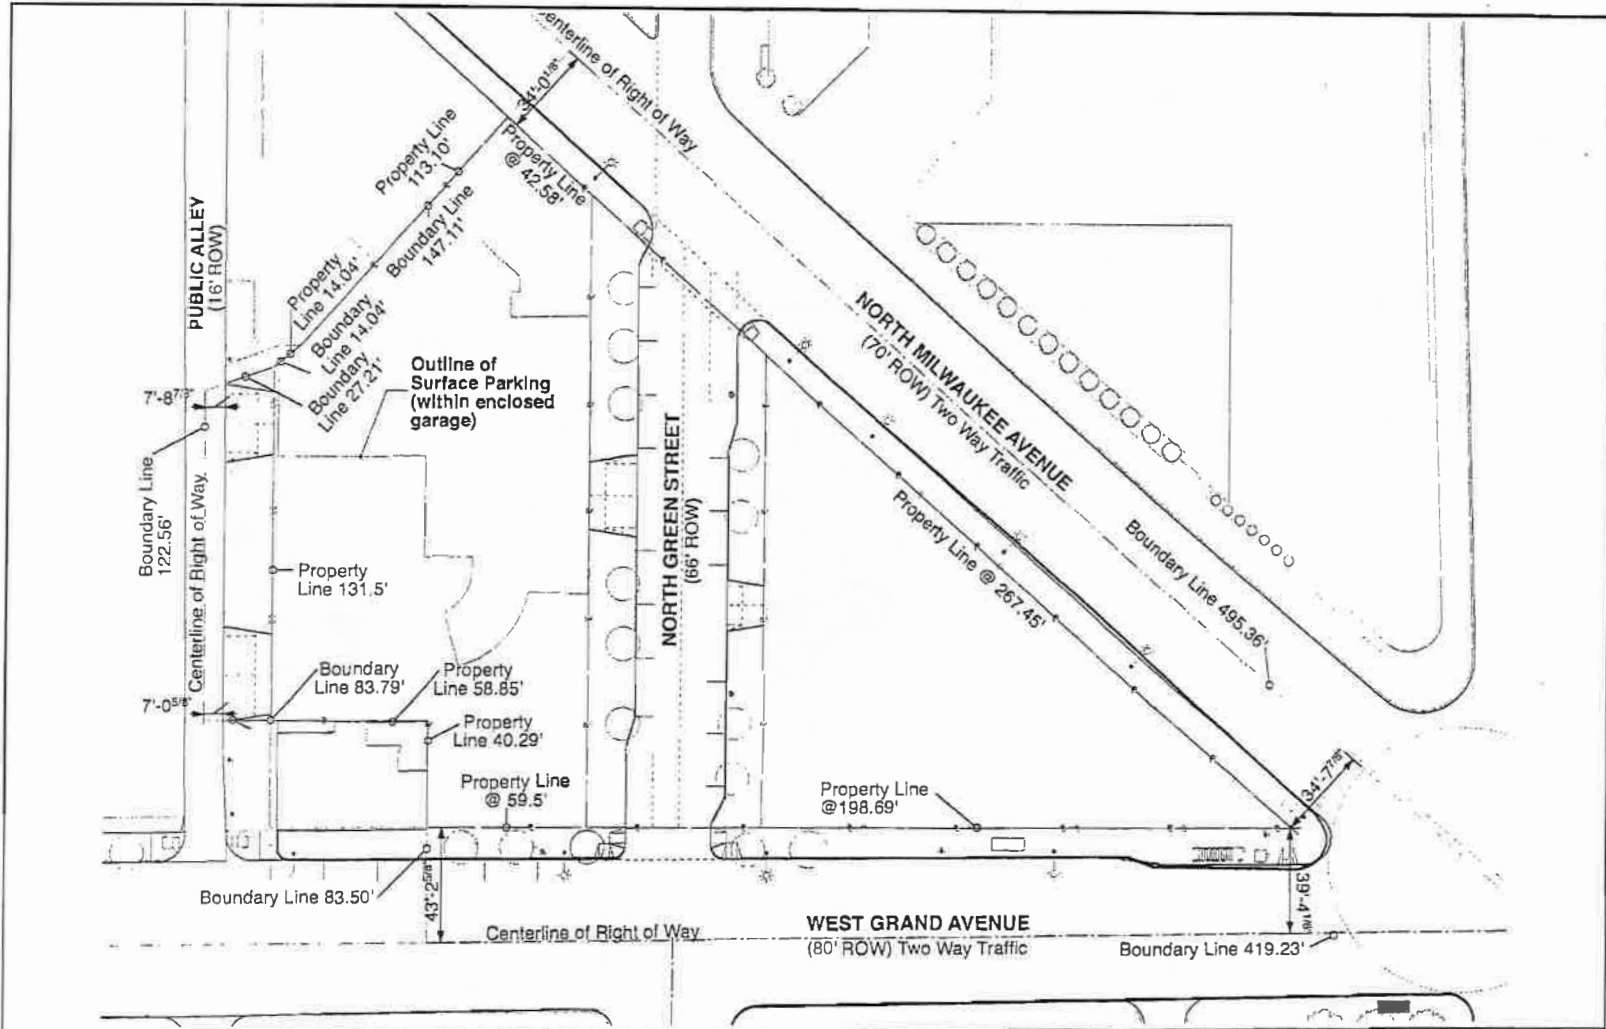 Centerline of Right of Way
34'-0 1/8"
Property Line
113.10'
Property Line
@ 42.58'
Boundary Line
147.11'
PUBLIC ALLEY
(16' ROW)
Property
Line 14.04'
Boundary
Line 14.04'
Boundary
Line 27.21'
Outline of
Surface Parking
(within enclosed
garage)
7'-8 7/8"
NORTH MILWAUKEE AVENUE
(70' ROW) Two Way Traffic
NORTH GREEN STREET
(66' ROW)
Boundary Line
122.56'
Centerline of Right of Way
Property
Line 131.5'
Property Line @ 267.45'
Boundary Line 495.36'
Boundary
Line 83.79'
Property
Line 58.85'
7'-0 5/8"
Property
Line 40.29'
Property Line
@ 59.5'
Property Line
@198.69'
34'-7 7/8"
Boundary Line 83.50'
43'-2 5/8"
39'-4 1/8"
Centerline of Right of Way
WEST GRAND AVENUE
(80' ROW) Two Way Traffic
Boundary Line 419.23'